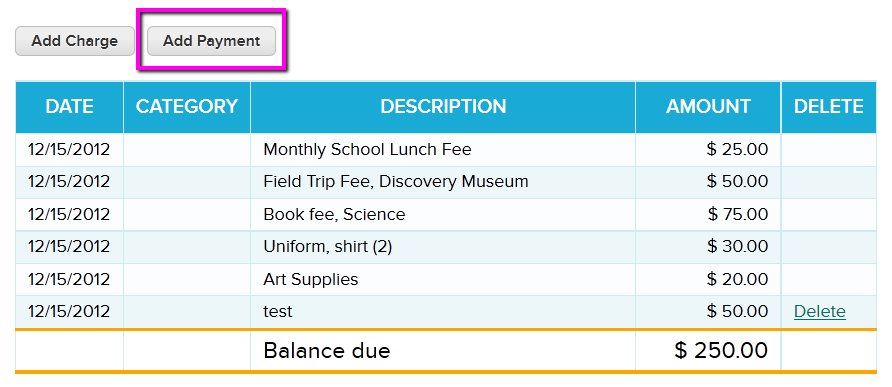 Add Charge Add Payment
DATE CATEGORY DESCRIPTION AMOUNT DELETE
12/15/2012 Monthly School Lunch Fee $ 25.00
12/15/2012 Field Trip Fee, Discovery Museum $ 50.00
12/15/2012 Book fee, Science $ 75.00
12/15/2012 Uniform, shirt (2) $ 30.00
12/15/2012 Art Supplies $ 20.00
12/15/2012 test $ 50.00 Delete
Balance due $ 250.00